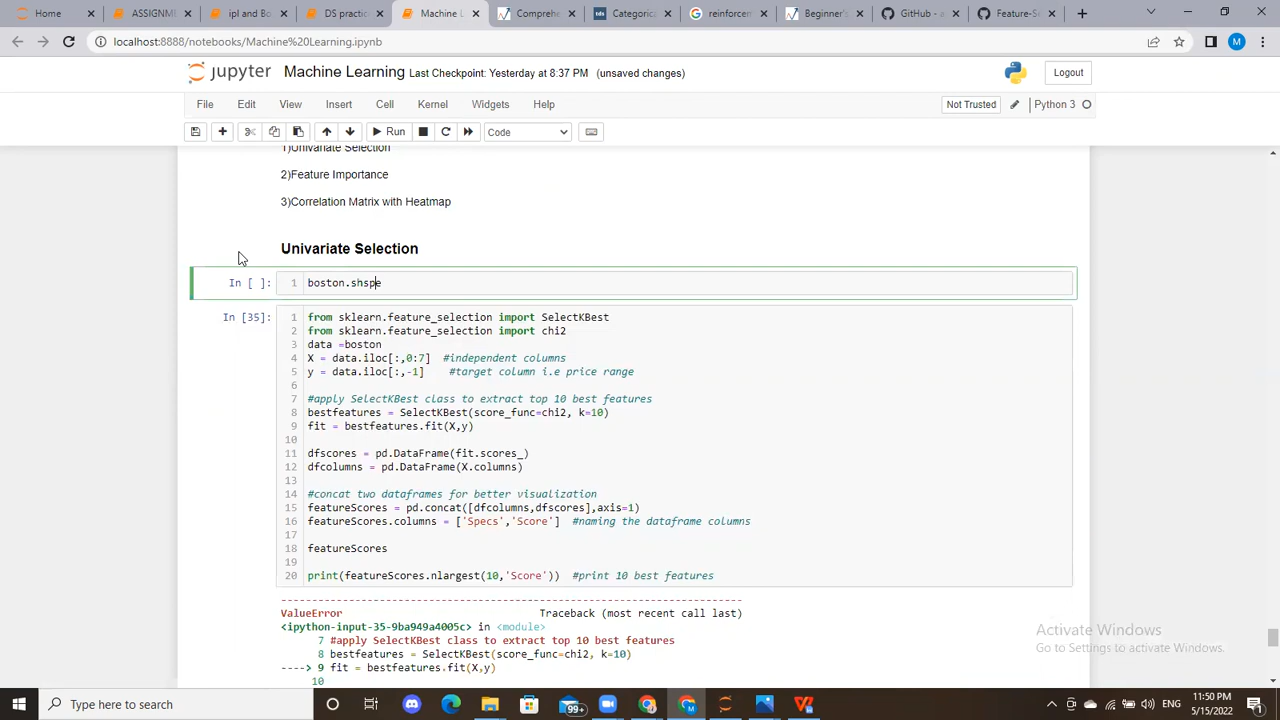 Home
ASSIGNM
ipl and Bo
DS practic
Machine L
Comprehe
Categorica
reinforcem
Beginner's
GitHub - a
Feature-Se
localhost:8888/notebooks/Machine%20Learning.ipynb
M
jupyter Machine Learning Last Checkpoint: Yesterday at 8:37 PM (unsaved changes)
Logout
File Edit View Insert Cell Kernel Widgets Help
Not Trusted
Python 3
Run
Code
1)Univariate Selection
2)Feature Importance
3)Correlation Matrix with Heatmap
Univariate Selection
In [ ]: 1 boston.shspe
In [35]: 1 from sklearn.feature_selection import SelectKBest
2 from sklearn.feature_selection import chi2
3 data =boston
4 X = data.iloc[:,0:7] #independent columns
5 y = data.iloc[:,-1] #target column i.e price range
6
7 #apply SelectKBest class to extract top 10 best features
8 bestfeatures = SelectKBest(score_func=chi2, k=10)
9 fit = bestfeatures.fit(X,y)
10
11 dfscores = pd.DataFrame(fit.scores_)
12 dfcolumns = pd.DataFrame(X.columns)
13
14 #concat two dataframes for better visualization
15 featureScores = pd.concat([dfcolumns,dfscores],axis=1)
16 featureScores.columns = ['Specs','Score'] #naming the dataframe columns
17
18 featureScores
19
20 print(featureScores.nlargest(10,'Score')) #print 10 best features
---------------------------------------------------------------------------
ValueError Traceback (most recent call last)
<ipython-input-35-9ba949a4005c> in <module>
7 #apply SelectKBest class to extract top 10 best features
8 bestfeatures = SelectKBest(score_func=chi2, k=10)
----> 9 fit = bestfeatures.fit(X,y)
10
Activate Windows
Go to Settings to activate Windows.
Type here to search
99+
ENG
11:50 PM
5/15/2022